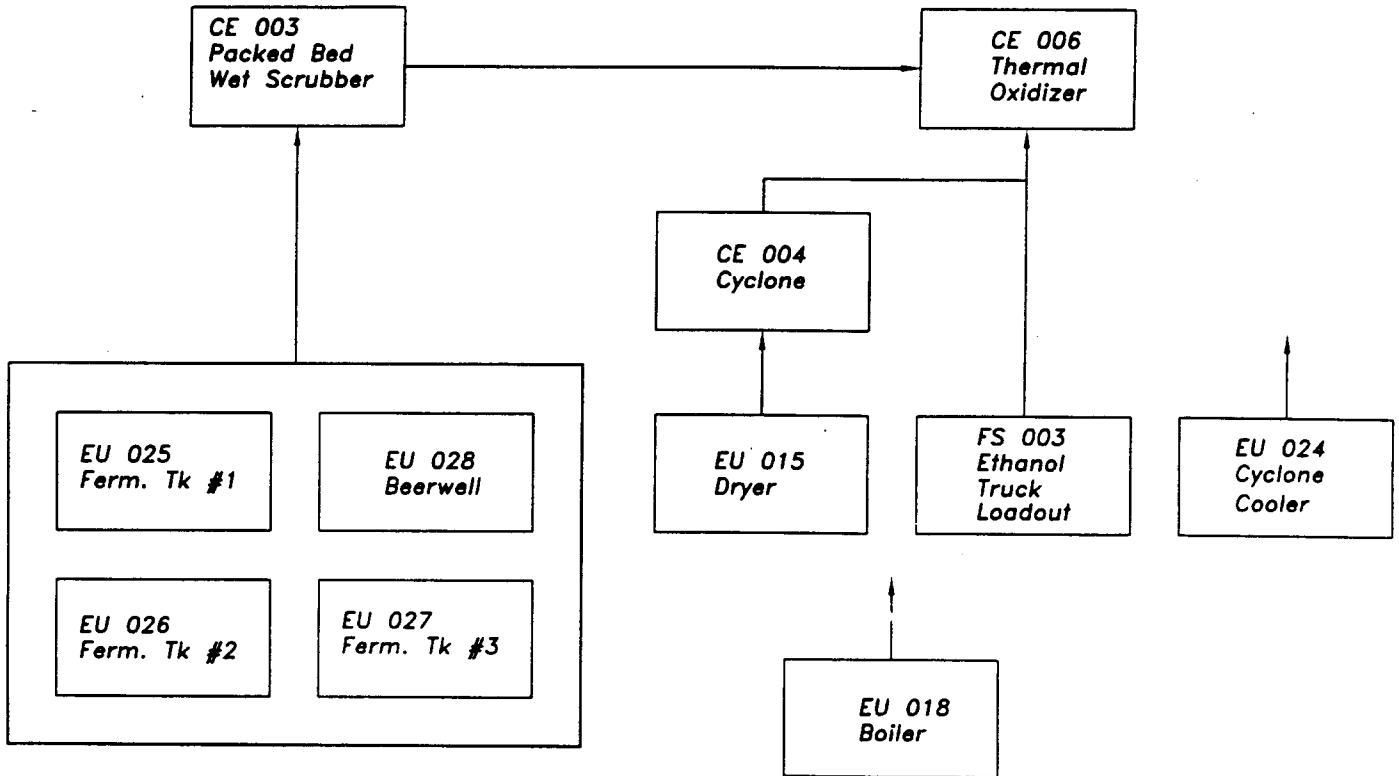 CE 003
Packed Bed
Wet Scrubber
CE 006
Thermal
Oxidizer
CE 004
Cyclone
EU 025
Ferm. Tk #1
EU 028
Beerwell
EU 015
Dryer
FS 003
Ethanol
Truck
Loadout
EU 024
Cyclone
Cooler
EU 026
Ferm. Tk #2
EU 027
Ferm. Tk #3
EU 018
Boiler